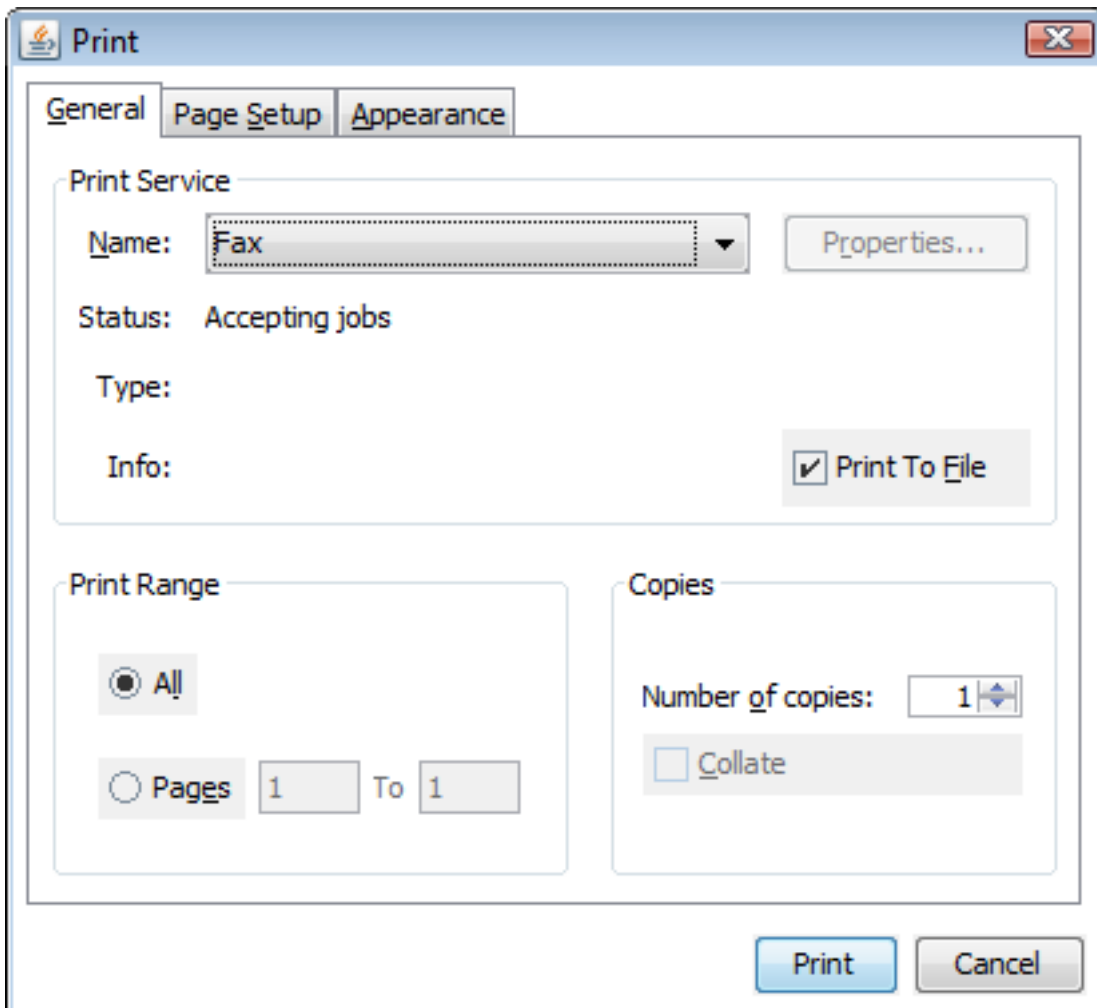 Print
General Page Setup Appearance
Print Service
Name: Fax Properties...
Status: Accepting jobs
Type:
Info: Print To File
Print Range Copies
All
Number of copies: 1
Collate
Pages 1 To 1
Print Cancel